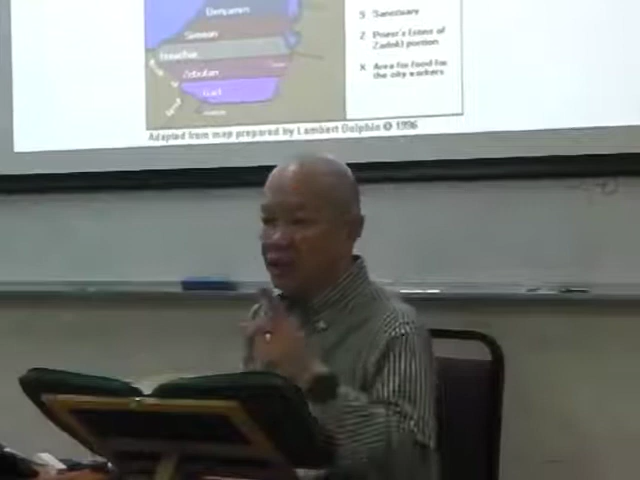 Benjamin
Simeon
Issachar
Zebulan
Gad
S Sanctuary
Z Priest's (sons of
Zadok) portion
X Area for food for
the city workers
Adapted from map prepared by Lambert Dolphin © 1996